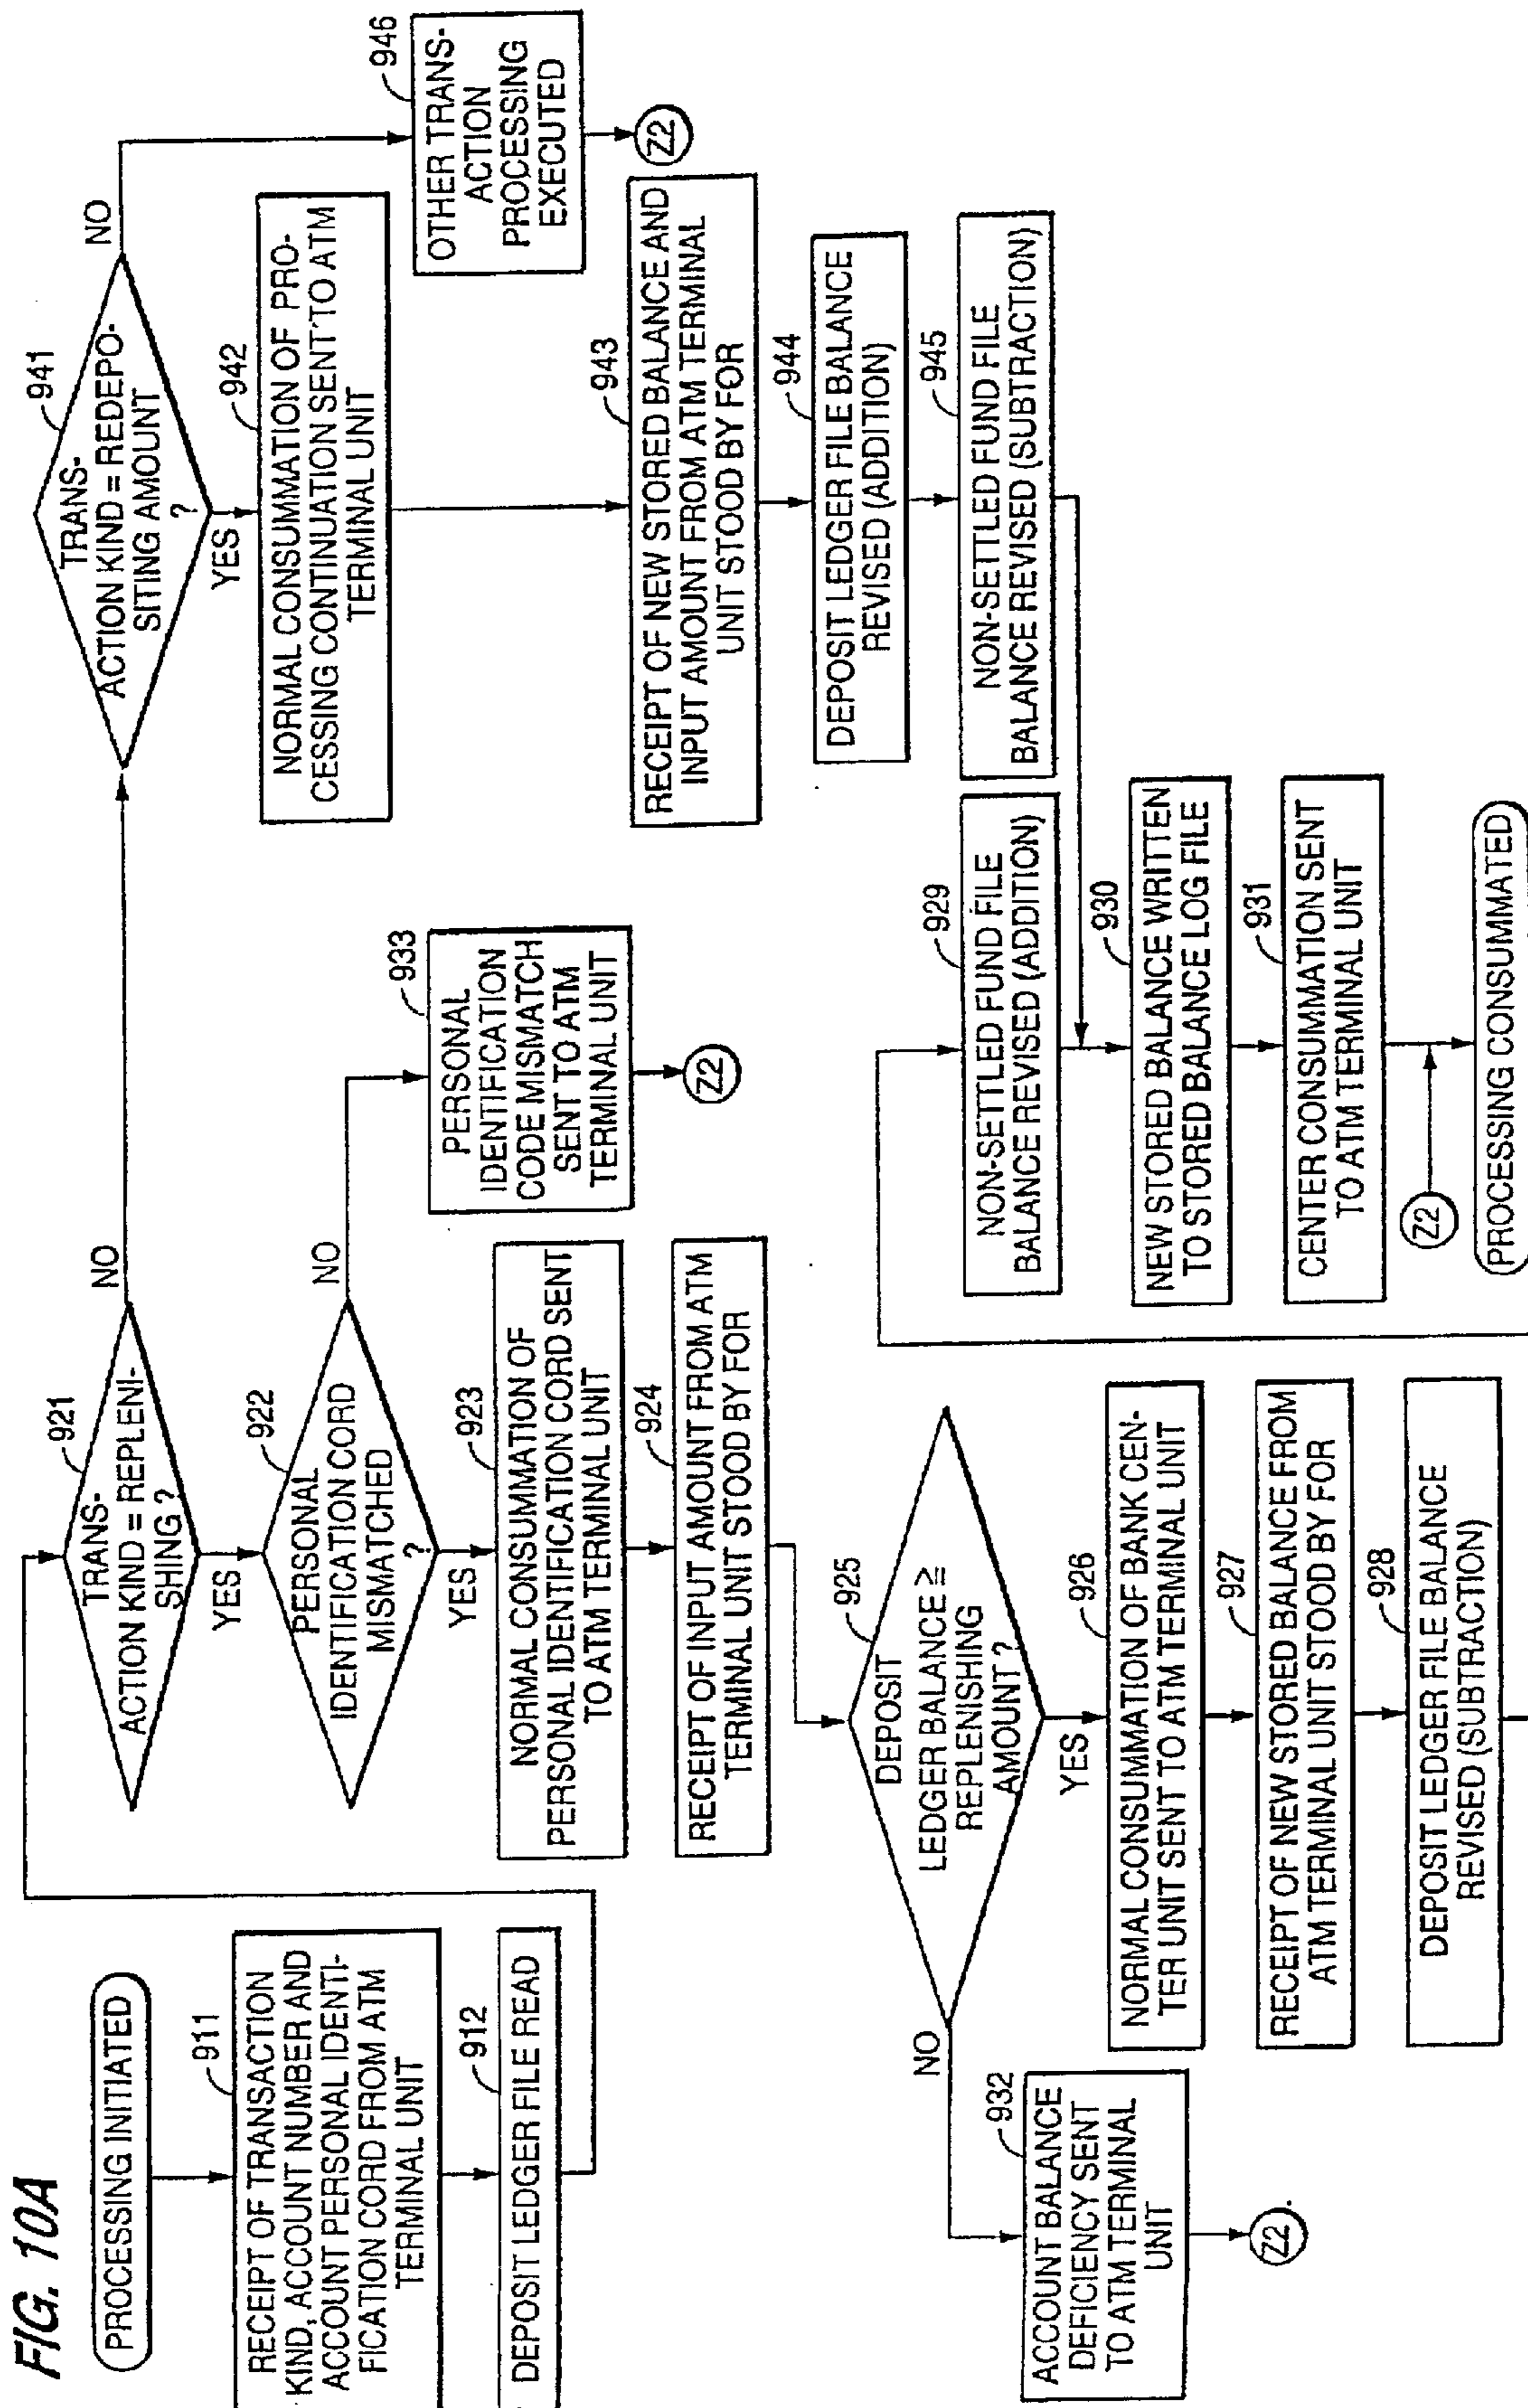 FIG. 10A
PROCESSING INITIATED
911
RECEIPT OF TRANSACTION
KIND, ACCOUNT NUMBER AND
ACCOUNT PERSONAL IDENTI-
FICATION CORD FROM ATM
TERMINAL UNIT
912
DEPOSIT LEDGER FILE READ
921
TRANS-
ACTION KIND = REPLENI-
SHING ?
NO
YES
922
PERSONAL
IDENTIFICATION CORD
MISMATCHED
?
NO
YES
923
NORMAL CONSUMMATION OF
PERSONAL IDENTIFICATION CORD SENT
TO ATM TERMINAL UNIT
924
RECEIPT OF INPUT AMOUNT FROM ATM
TERMINAL UNIT STOOD BY FOR
925
DEPOSIT
LEDGER BALANCE ≧
REPLENISHING
AMOUNT ?
NO
YES
932
ACCOUNT BALANCE
DEFICIENCY SENT
TO ATM TERMINAL
UNIT
Z2
926
NORMAL CONSUMMATION OF BANK CEN-
TER UNIT SENT TO ATM TERMINAL UNIT
927
RECEIPT OF NEW STORED BALANCE FROM
ATM TERMINAL UNIT STOOD BY FOR
928
DEPOSIT LEDGER FILE BALANCE
REVISED (SUBTRACTION)
933
PERSONAL
IDENTIFICATION
CODE MISMATCH
SENT TO ATM
TERMINAL UNIT
Z2
941
TRANS-
ACTION KIND = REDEPO-
SITING AMOUNT
?
NO
YES
942
NORMAL CONSUMMATION OF PRO-
CESSING CONTINUATION SENT TO ATM
TERMINAL UNIT
946
OTHER TRANS-
ACTION
PROCESSING
EXECUTED
Z2
943
RECEIPT OF NEW STORED BALANCE AND
INPUT AMOUNT FROM ATM TERMINAL
UNIT STOOD BY FOR
944
DEPOSIT LEDGER FILE BALANCE
REVISED (ADDITION)
945
NON-SETTLED FUND FILE
BALANCE REVISED (SUBTRACTION)
929
NON-SETTLED FUND FILE
BALANCE REVISED (ADDITION)
930
NEW STORED BALANCE WRITTEN
TO STORED BALANCE LOG FILE
931
CENTER CONSUMMATION SENT
TO ATM TERMINAL UNIT
Z2
PROCESSING CONSUMMATED